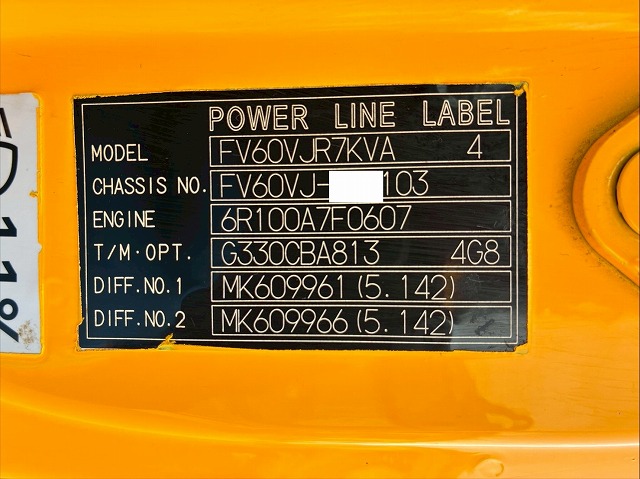 POWER LINE LABEL
MODEL FV60VJR7KVA 4
CHASSIS NO. FV60VJ- 103
ENGINE 6R100A7F0607
T/M·OPT. G330CBA813 4G8
DIFF.NO.1 MK609961(5.142)
DIFF.NO.2 MK609966(5.142)
11%